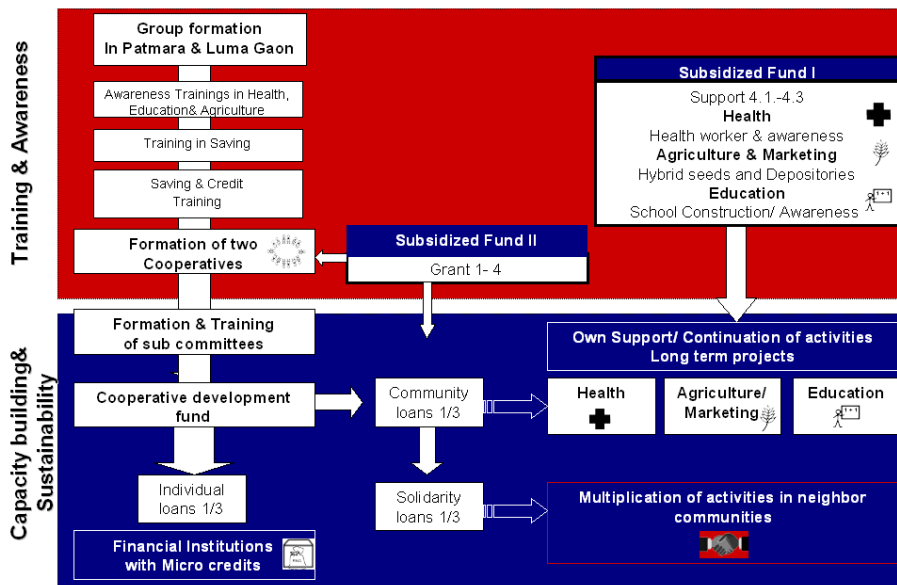 Training & Awareness
Group formation
In Patmara & Luma Gaon
Awareness Trainings in Health,
Education& Agriculture
Training in Saving
Saving & Credit
Training
Formation of two
Cooperatives
Subsidized Fund II
Grant 1- 4
Subsidized Fund I
Support 4.1.-4.3
Health
Health worker & awareness
Agriculture & Marketing
Hybrid seeds and Depositories
Education
School Construction/ Awareness
Capacity building&
Sustainability
Formation & Training
of sub committees
Cooperative development
fund
Individual
loans 1/3
Financial Institutions
with Micro credits
Community
loans 1/3
Solidarity
loans 1/3
Own Support/ Continuation of activities
Long term projects
Health
Agriculture/
Marketing
Education
Multiplication of activities in neighbor
communities